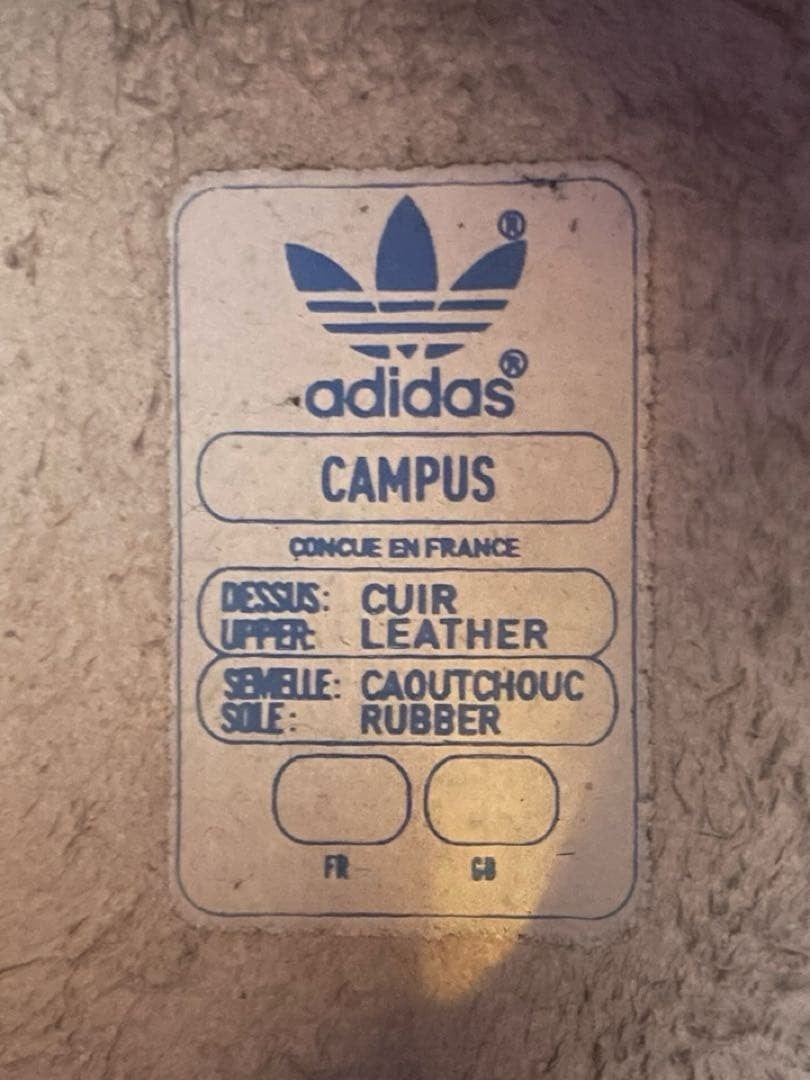 ®
adidas®
CAMPUS
CONCUE EN FRANCE
DESSUS: CUIR
UPPER: LEATHER
SEMELLE: CAOUTCHOUC
SOLE: RUBBER
FR GB